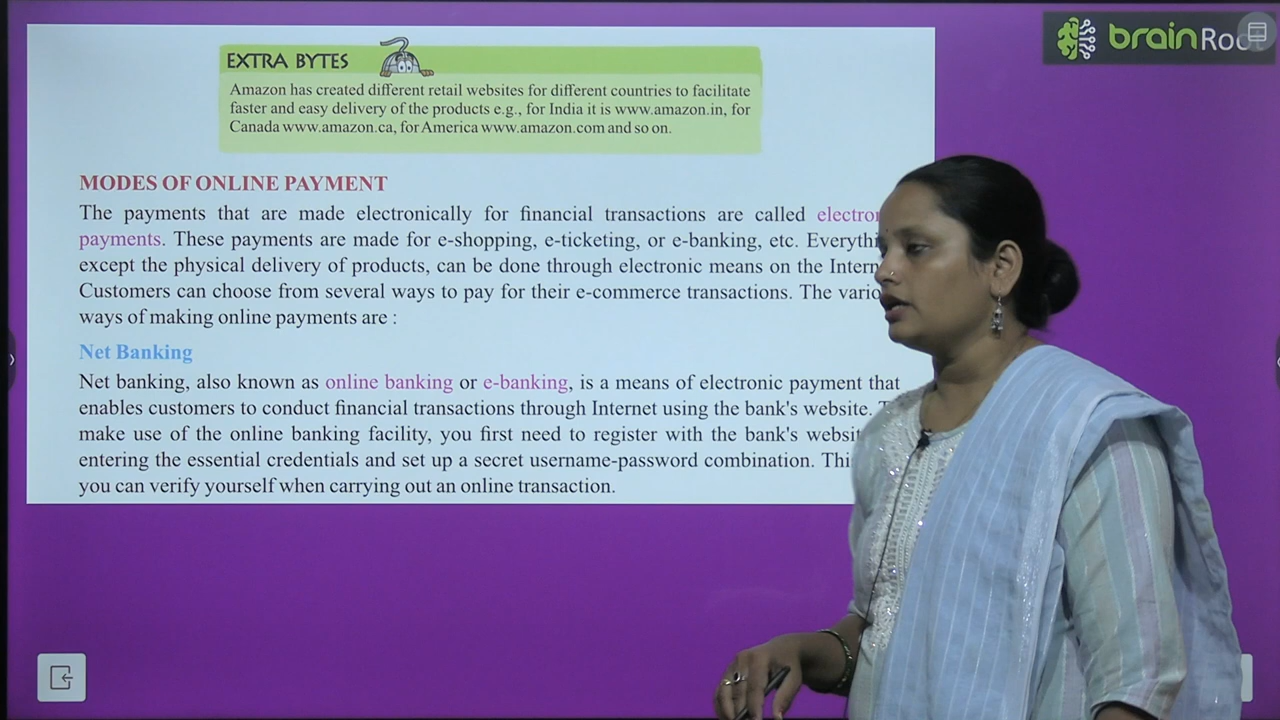 brainRo
EXTRA BYTES
Amazon has created different retail websites for different countries to facilitate
faster and easy delivery of the products e.g., for India it is www.amazon.in, for
Canada www.amazon.ca, for America www.amazon.com and so on.
MODES OF ONLINE PAYMENT
The payments that are made electronically for financial transactions are called
payments. These payments are made for e-shopping, e-ticketing, or e-banking, etc.
except the physical delivery of products, can be done through electronic means on the
Customers can choose from several ways to pay for their e-commerce transactions. The
ways of making online payments are :
Net Banking
Net banking, also known as online banking or e-banking, is a means of electronic payment that
enables customers to conduct financial transactions through Internet using the bank's website.
make use of the online banking facility, you first need to register with the bank's
entering the essential credentials and set up a secret username-password combination.
you can verify yourself when carrying out an online transaction.